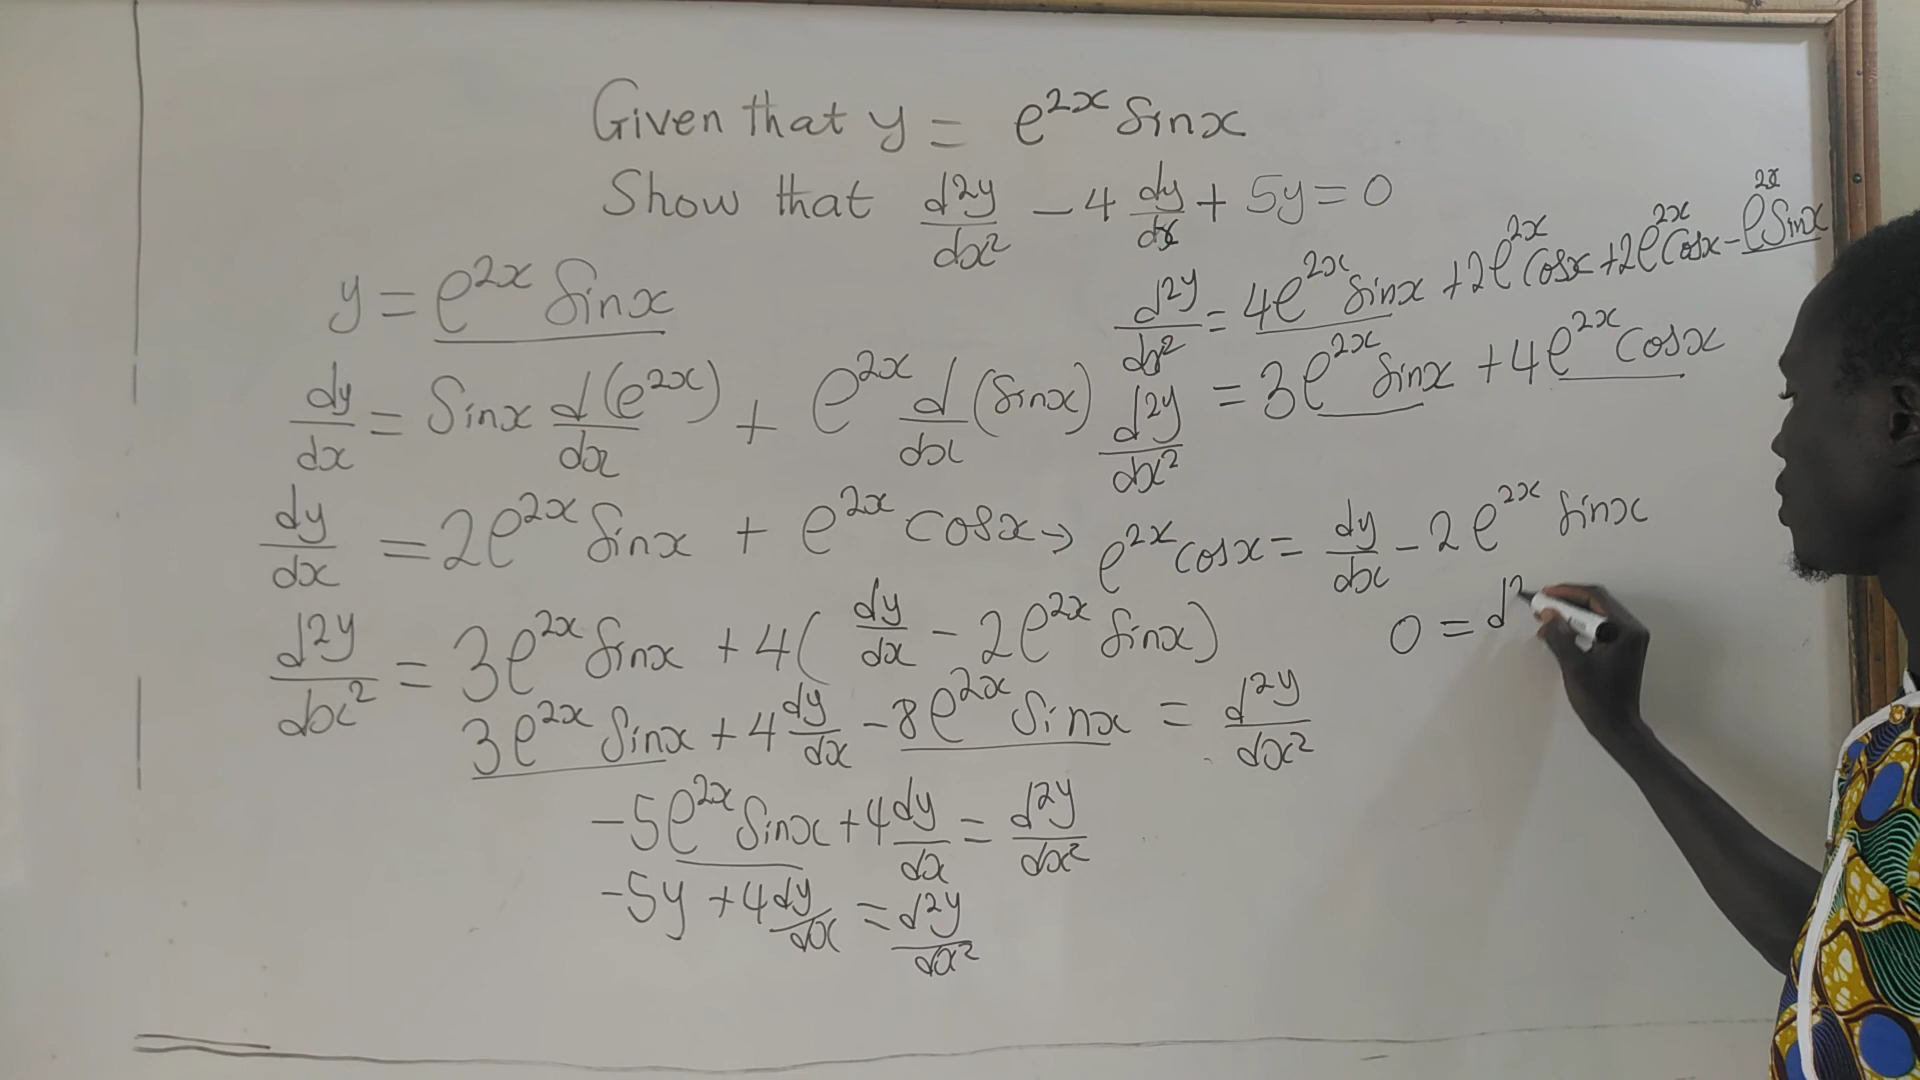 Given that y = e^{2x} Sinx
Show that d²y/dx² - 4 dy/dx + 5y = 0
y = e^{2x} Sinx
dy/dx = Sinx d/dx (e^{2x}) + e^{2x} d/dx (Sinx)
dy/dx = 2e^{2x} Sinx + e^{2x} cosx →
d²y/dx² = 4e^{2x} Sinx + 2e^{2x} Cosx + 2e^{2x} Cosx - e^{2x} Sinx
d²y/dx² = 3e^{2x} Sinx + 4e^{2x} cosx
e^{2x} cosx = dy/dx - 2e^{2x} Sinx
d²y/dx² = 3e^{2x} Sinx + 4( dy/dx - 2e^{2x} Sinx)
3e^{2x} Sinx + 4 dy/dx - 8e^{2x} Sinx = d²y/dx²
-5e^{2x} Sinx + 4 dy/dx = d²y/dx²
-5y + 4 dy/dx = d²y/dx²
0 = d²